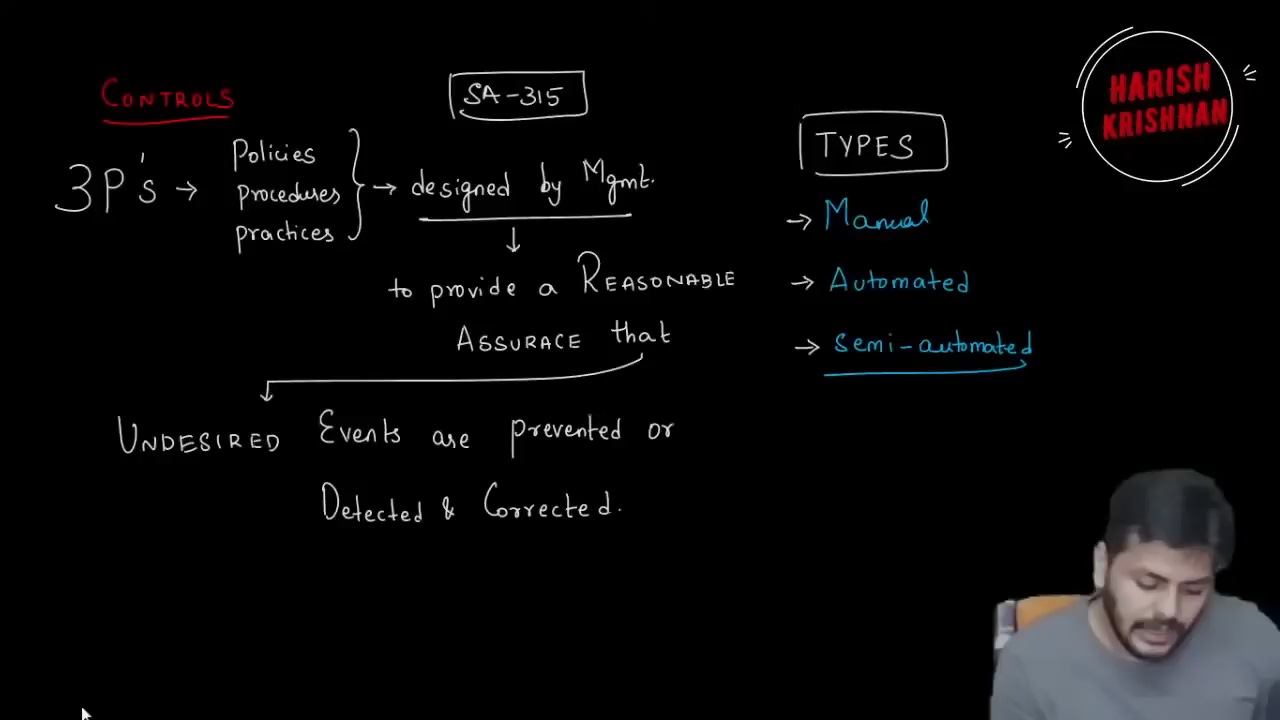 CONTROLS
SA-315
3P's → Policies
procedures
practices
→ designed by Mgmt.
to provide a REASONABLE
ASSURACE that
UNDESIRED Events are prevented or
Detected & Corrected.
TYPES
→ Manual
→ Automated
→ Semi-automated
HARISH
KRISHNAN